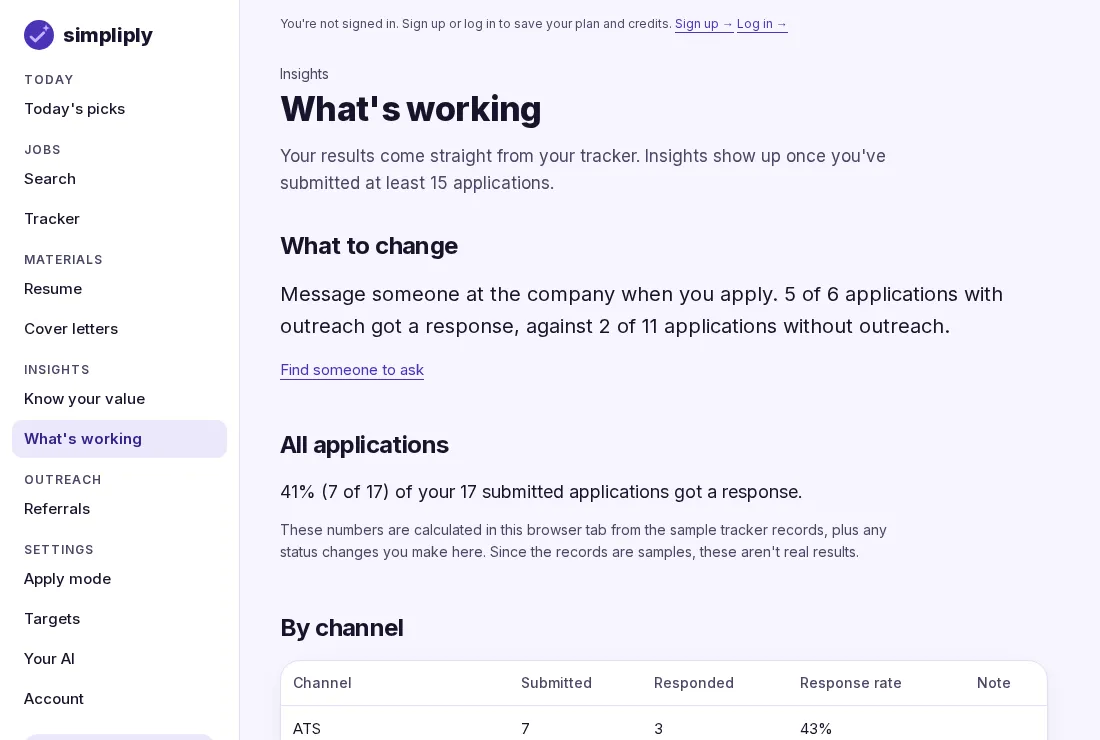 simpliply
TODAY
Today's picks
JOBS
Search
Tracker
MATERIALS
Resume
Cover letters
INSIGHTS
Know your value
What's working
OUTREACH
Referrals
SETTINGS
Apply mode
Targets
Your AI
Account
You're not signed in. Sign up or log in to save your plan and credits. Sign up → Log in →
Insights
What's working
Your results come straight from your tracker. Insights show up once you've
submitted at least 15 applications.
What to change
Message someone at the company when you apply. 5 of 6 applications with
outreach got a response, against 2 of 11 applications without outreach.
Find someone to ask
All applications
41% (7 of 17) of your 17 submitted applications got a response.
These numbers are calculated in this browser tab from the sample tracker records, plus any
status changes you make here. Since the records are samples, these aren't real results.
By channel
Channel Submitted Responded Response rate Note
ATS 7 3 43%